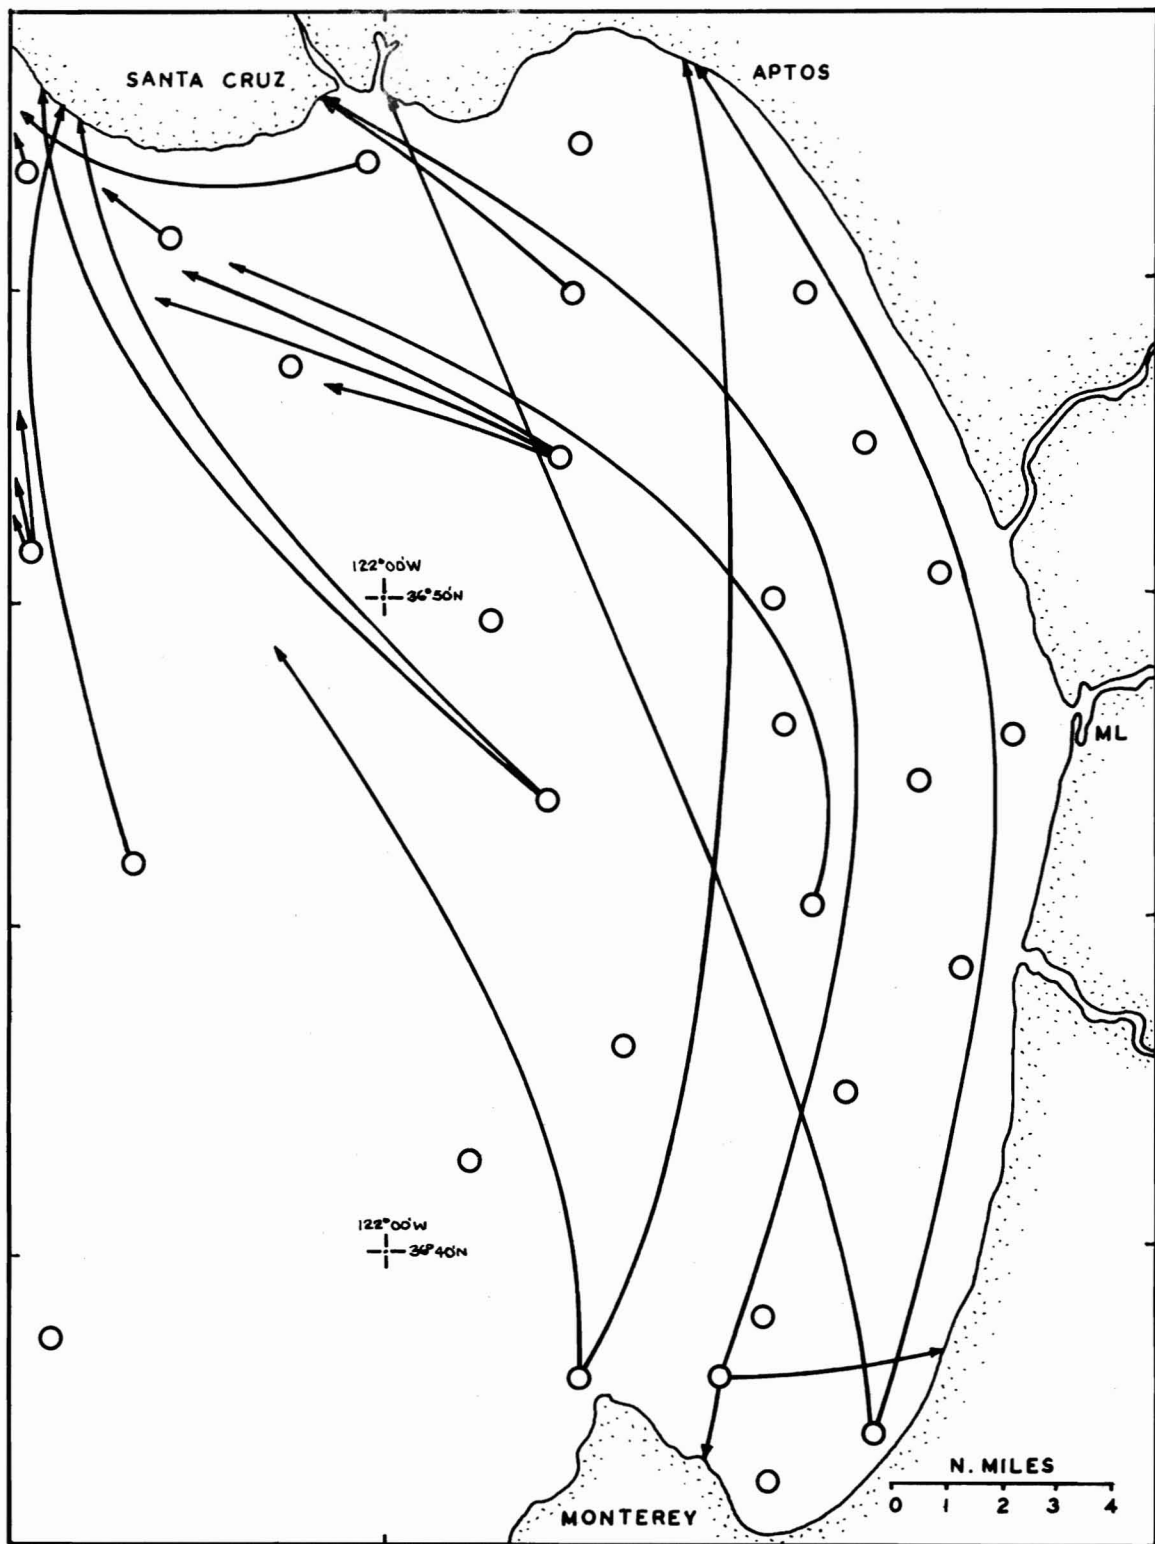 SANTA CRUZ
APTOS
122°00'W
36°50'N
ML
122°00'W
36°40'N
N. MILES
0 1 2 3 4
MONTEREY